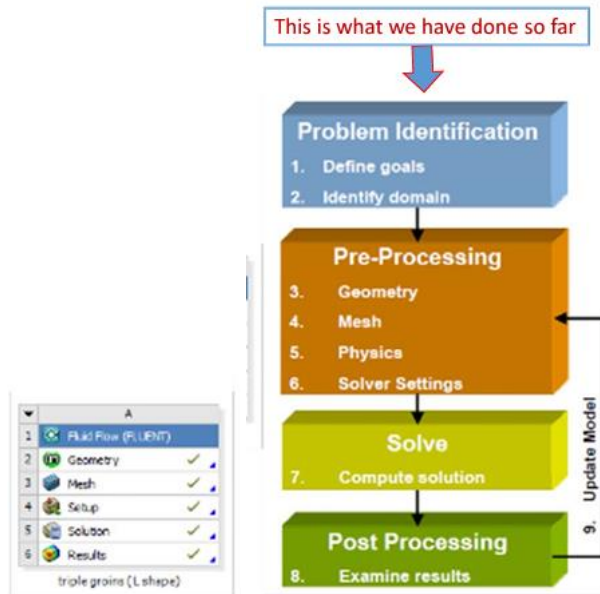 This is what we have done so far
Problem Identification
1. Define goals
2. Identify domain
Pre-Processing
3. Geometry
4. Mesh
5. Physics
6. Solver Settings
Solve
7. Compute solution
Post Processing
8. Examine results
9. Update Model
A
1 Fluid Flow (FLUENT)
2 Geometry
3 Mesh
4 Setup
5 Solution
6 Results
triple groins (L shape)